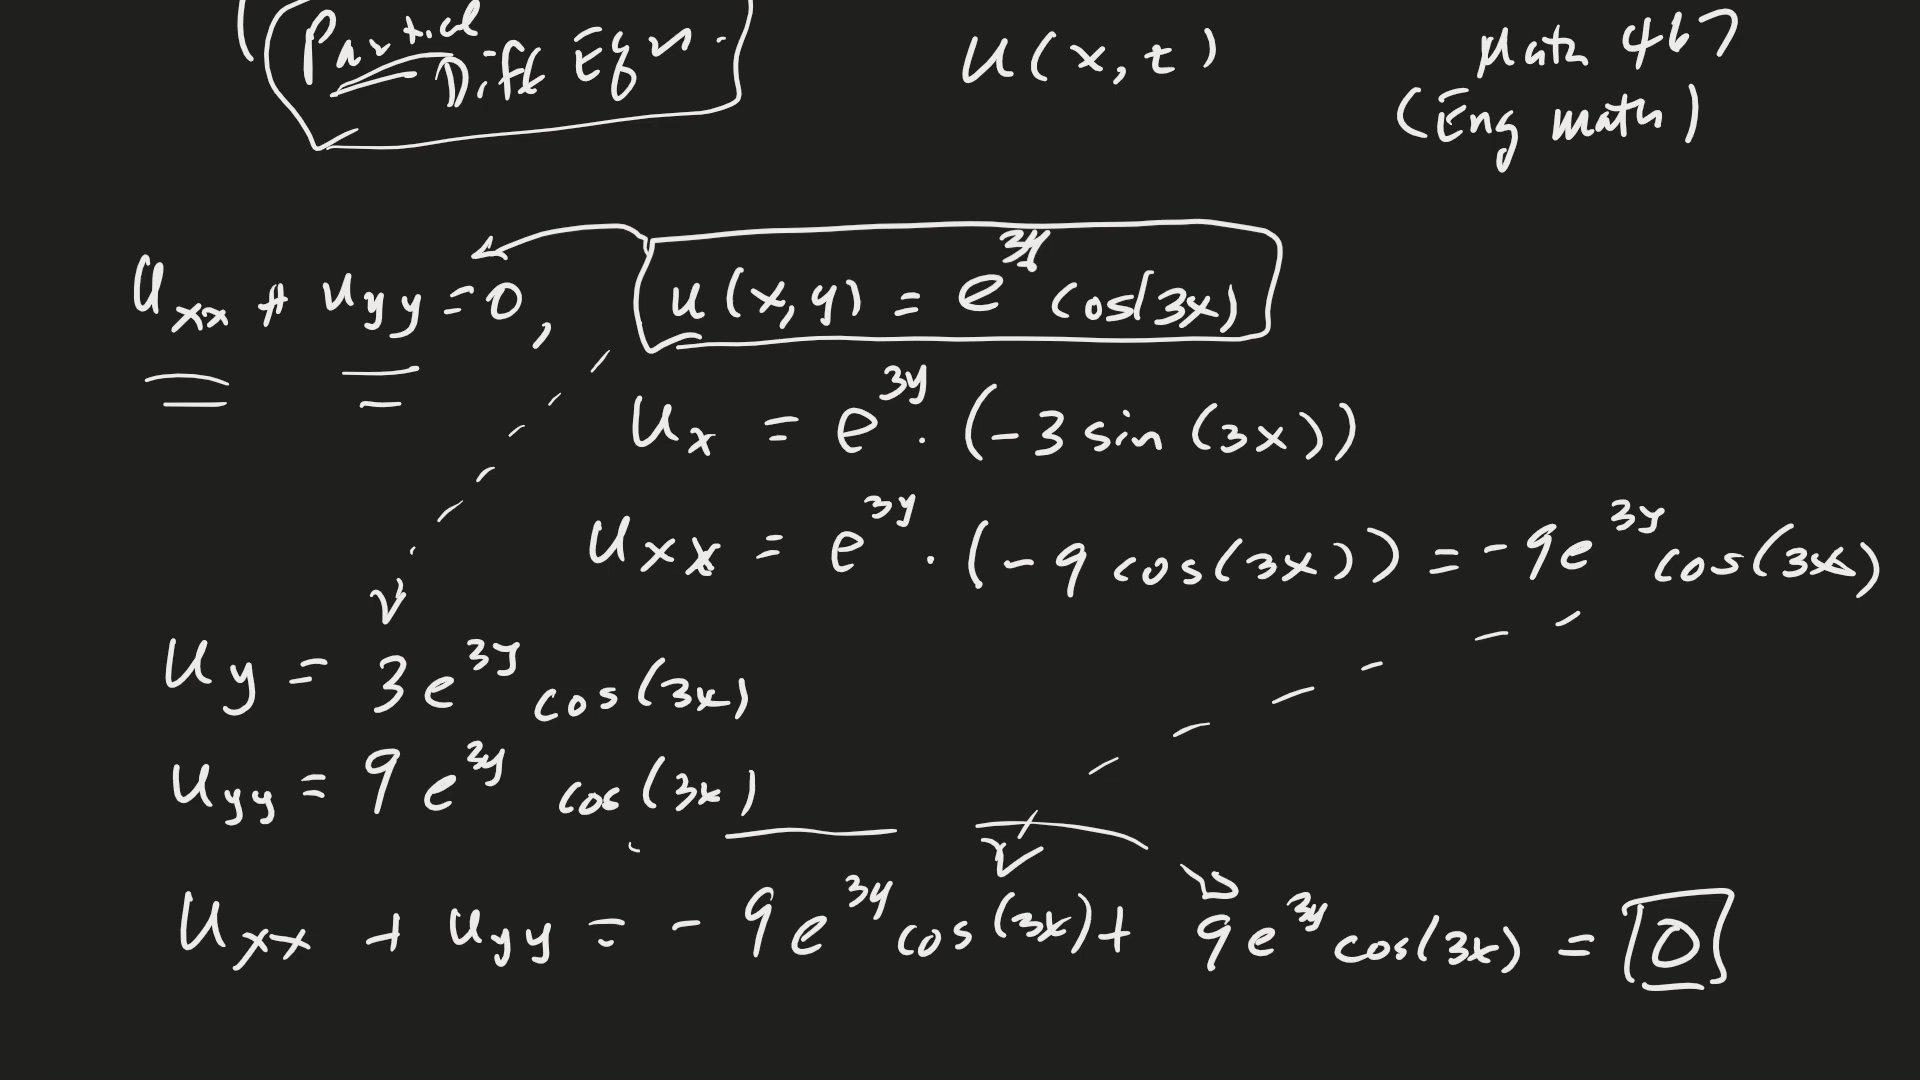 Partial
Diff Eqn.
u(x,t)
Math 467
(Eng math)
u_xx + u_yy = 0, u(x,y) = e^{3y} cos(3x)
u_x = e^{3y} · (-3 sin(3x))
u_xx = e^{3y} · (-9 cos(3x)) = -9e^{3y} cos(3x)
u_y = 3e^{3y} cos(3x)
u_yy = 9e^{3y} cos(3x)
u_xx + u_yy = -9e^{3y} cos(3x) + 9e^{3y} cos(3x) = 0